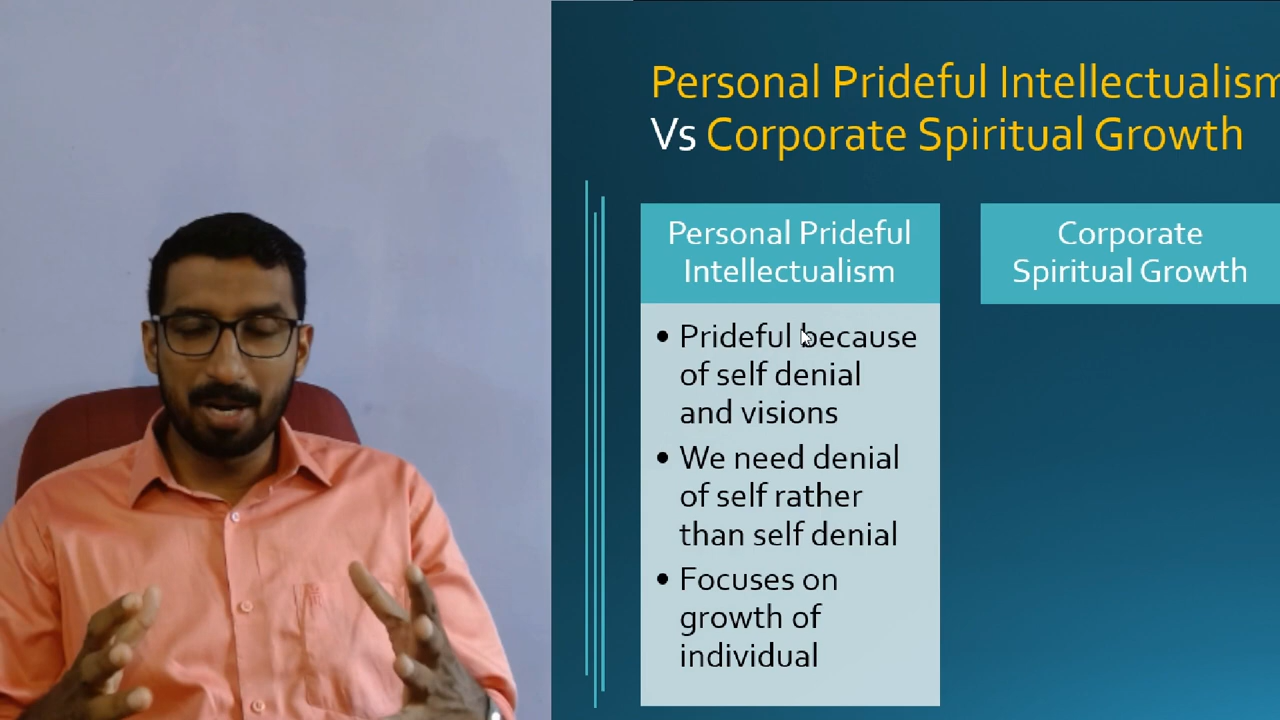 Personal Prideful Intellectualism
Vs Corporate Spiritual Growth
Personal Prideful
Intellectualism
• Prideful because
of self denial
and visions
• We need denial
of self rather
than self denial
• Focuses on
growth of
individual
Corporate
Spiritual Growth